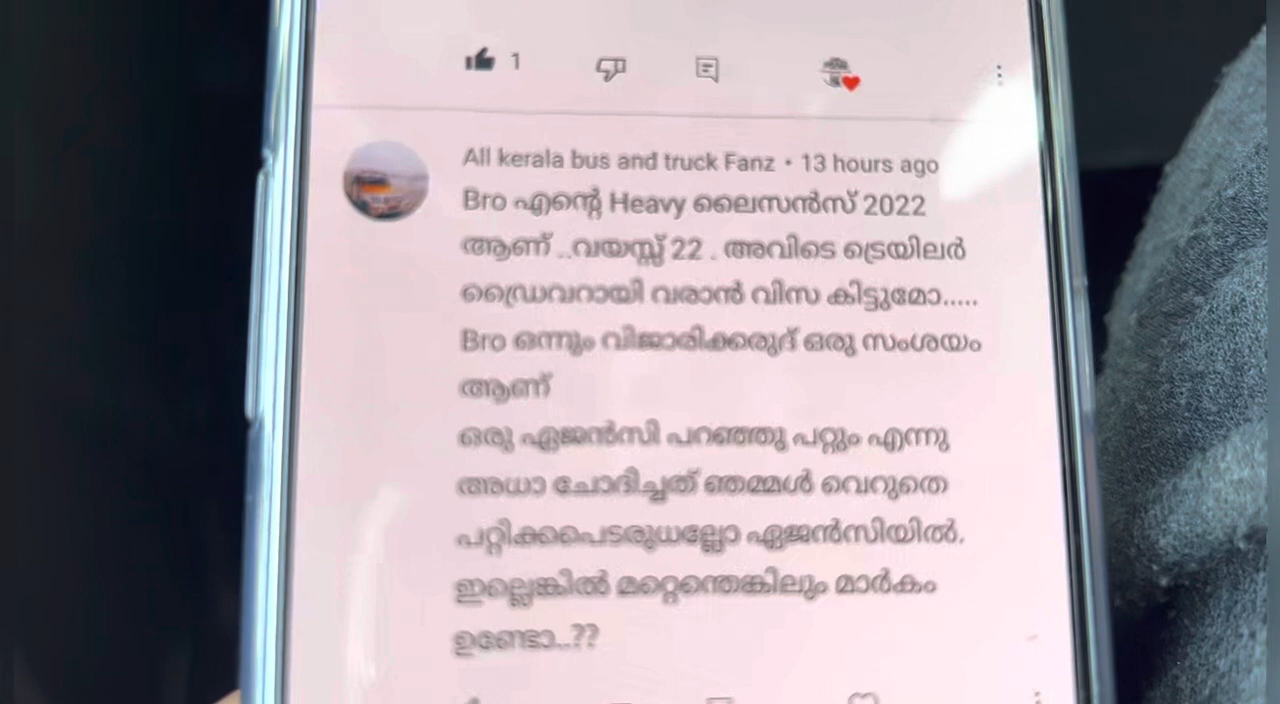 1
All kerala bus and truck Fanz • 13 hours ago
Bro എന്റെ Heavy ലൈസൻസ് 2022
ആണ് ..വയസ്സ് 22 . അവിടെ ട്രെയിലർ
ഡ്രൈവറായി വരാൻ വിസ കിട്ടുമോ.....
Bro ഒന്നും വിജാരിക്കരുദ് ഒരു സംശയം
ആണ്
ഒരു ഏജൻസി പറഞ്ഞു പറ്റും എന്നു
അധാ ചോദിച്ചത് ഞമ്മൾ വെറുതെ
പറ്റിക്കപെടരുധല്ലോ ഏജൻസിയിൽ.
ഇല്ലെങ്കിൽ മറ്റെന്തെങ്കിലും മാർകം
ഉണ്ടോ..??